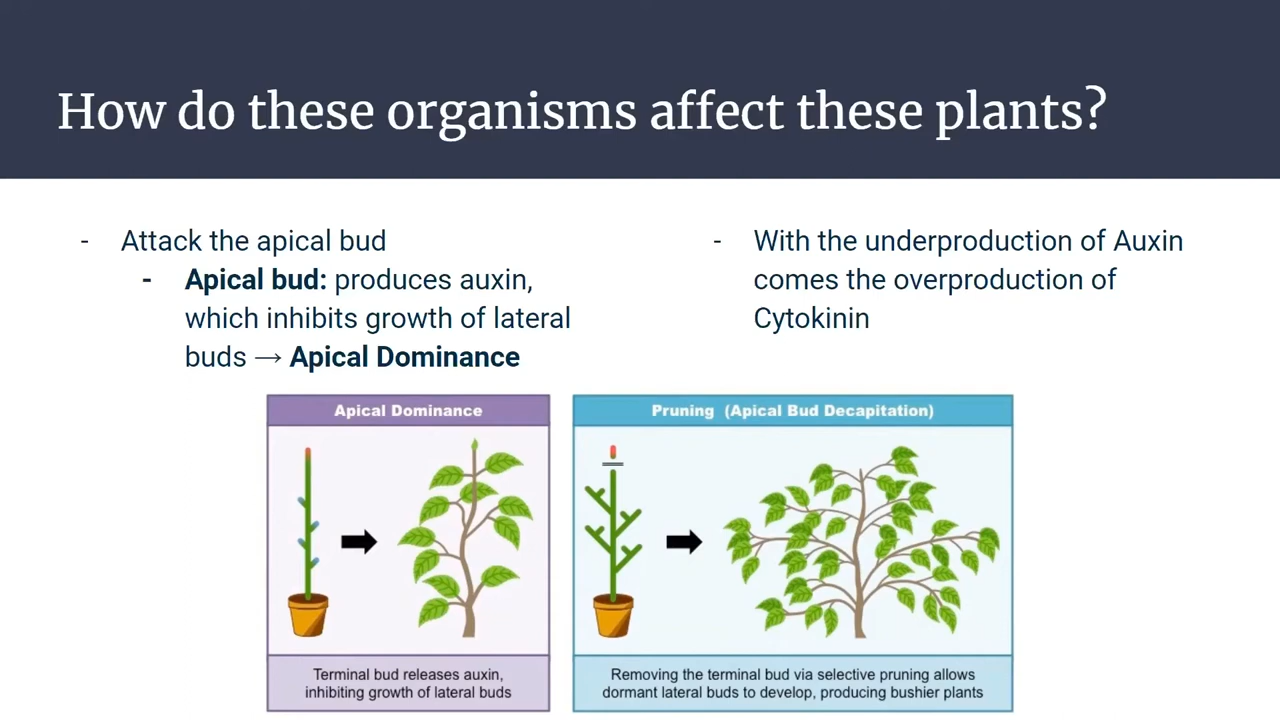 How do these organisms affect these plants?
- Attack the apical bud
- Apical bud: produces auxin,
which inhibits growth of lateral
buds → Apical Dominance
- With the underproduction of Auxin
comes the overproduction of
Cytokinin
Apical Dominance
Terminal bud releases auxin,
inhibiting growth of lateral buds
Pruning (Apical Bud Decapitation)
Removing the terminal bud via selective pruning allows
dormant lateral buds to develop, producing bushier plants